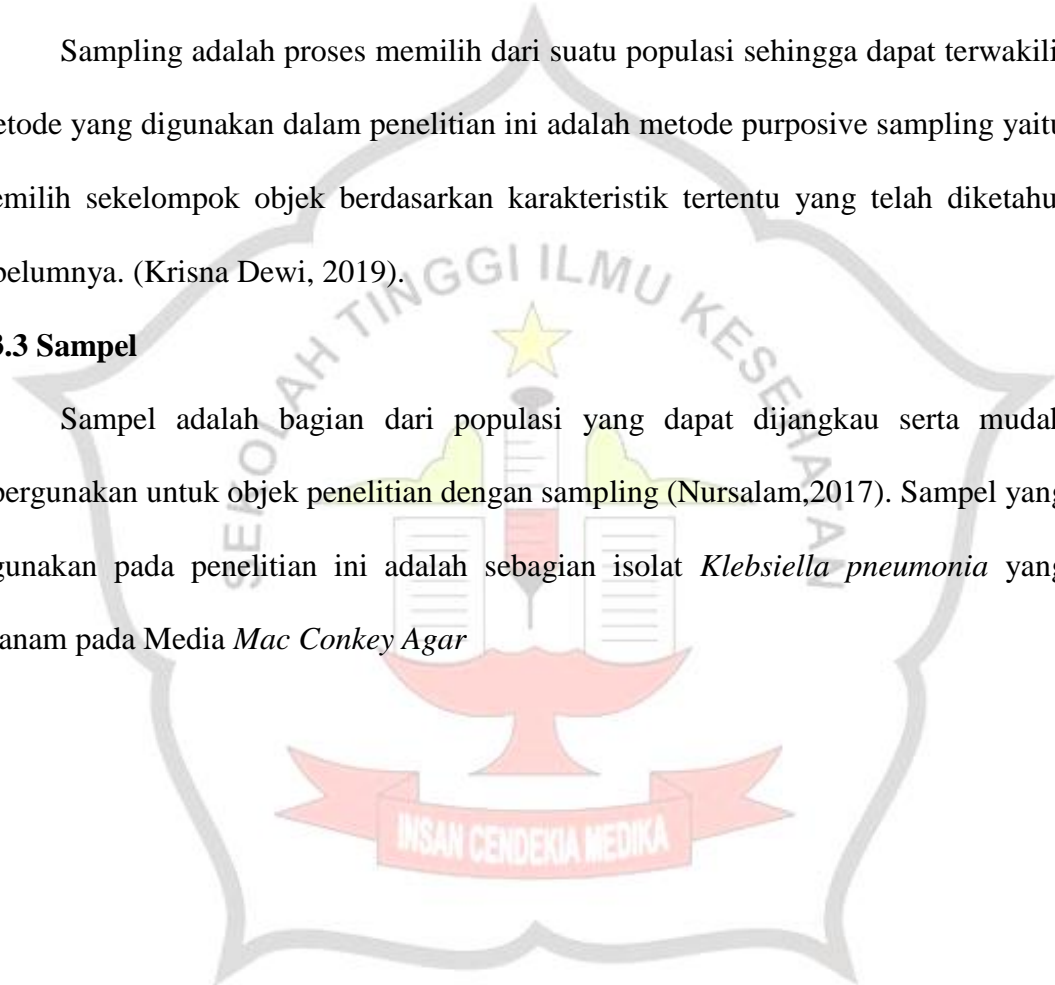 Sampling adalah proses memilih dari suatu populasi sehingga dapat terwakili
etode yang digunakan dalam penelitian ini adalah metode purposive sampling yaitu
emilih sekelompok objek berdasarkan karakteristik tertentu yang telah diketahu
belumnya. (Krisna Dewi, 2019).
SEKOLAH TINGGI ILMU KESEHATAN
3.3 Sampel
Sampel adalah bagian dari populasi yang dapat dijangkau serta mudah
pergunakan untuk objek penelitian dengan sampling (Nursalam,2017). Sampel yang
gunakan pada penelitian ini adalah sebagian isolat Klebsiella pneumonia yang
anam pada Media Mac Conkey Agar
INSAN CENDEKIA MEDIKA